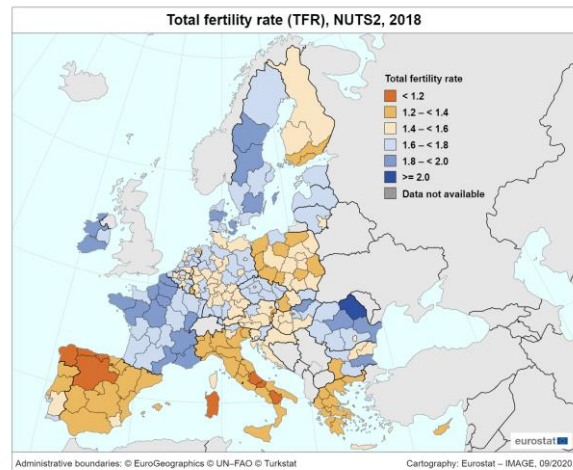 Total fertility rate (TFR), NUTS2, 2018
Total fertility rate
< 1.2
1.2 – < 1.4
1.4 – < 1.6
1.6 – < 1.8
1.8 – < 2.0
>= 2.0
Data not available
eurostat
Administrative boundaries: © EuroGeographics © UN–FAO © Turkstat
Cartography: Eurostat – IMAGE, 09/2020